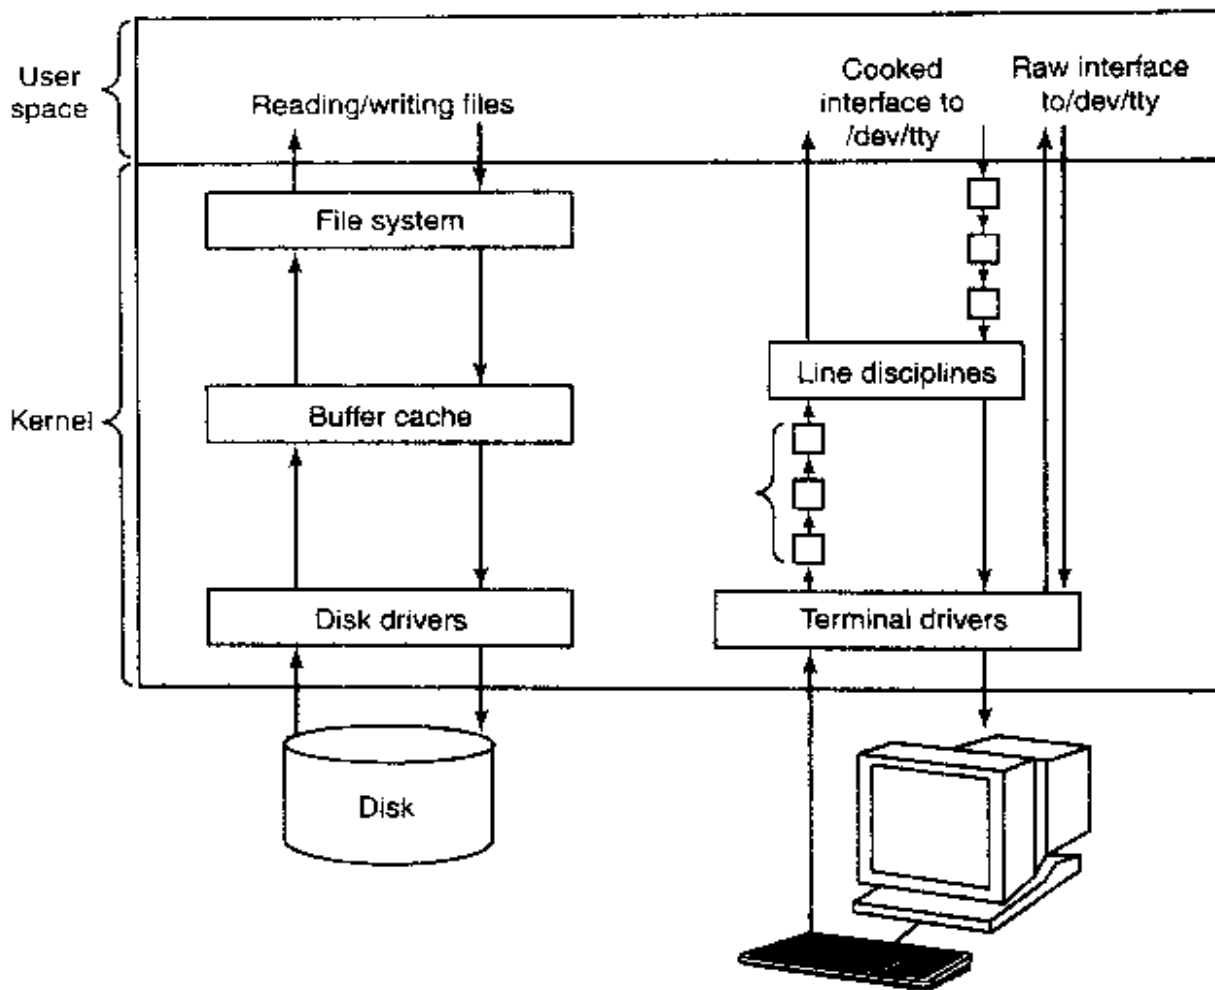 User
space
Reading/writing files
Cooked
interface to
/dev/tty
Raw interface
to/dev/tty
File system
Line disciplines
Kernel
Buffer cache
Disk drivers
Terminal drivers
Disk